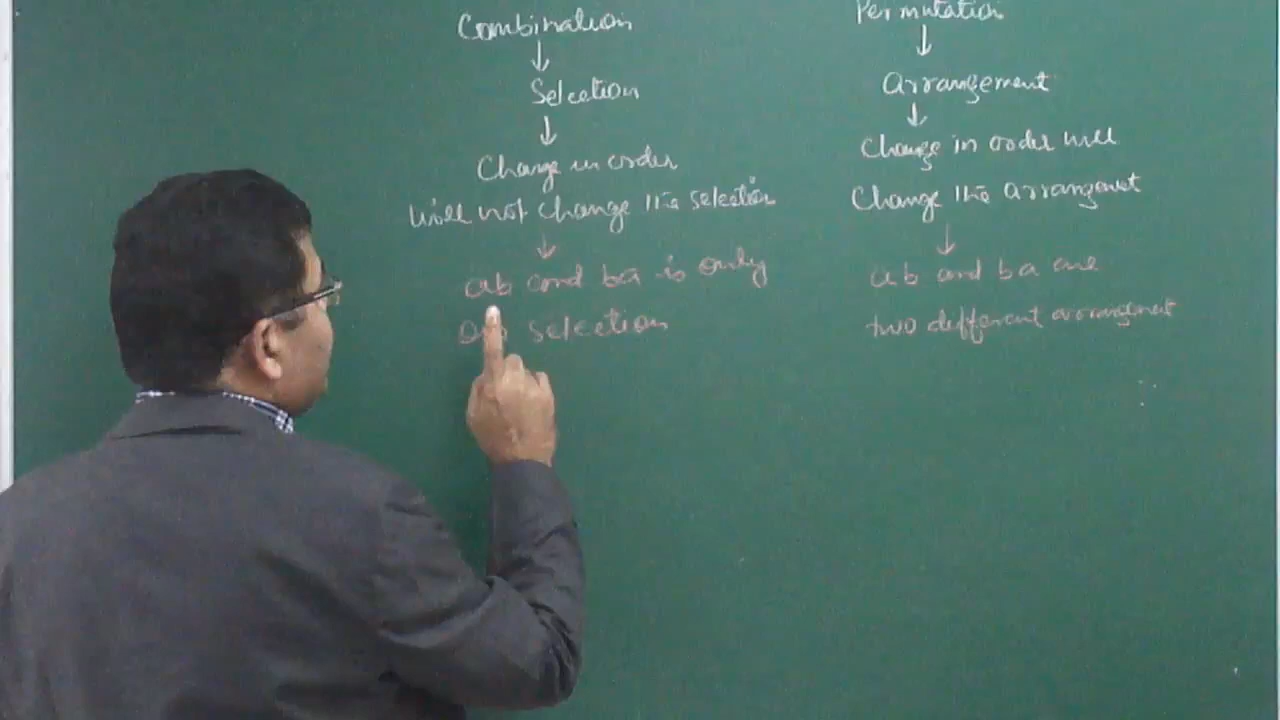 Combination
↓
Selection
↓
Change in order
will not change the selection
↓
ab and ba is only
selection
Permutation
↓
Arrangement
↓
Change in order will
Change the arrangement
↓
ab and ba are
two different arrangement